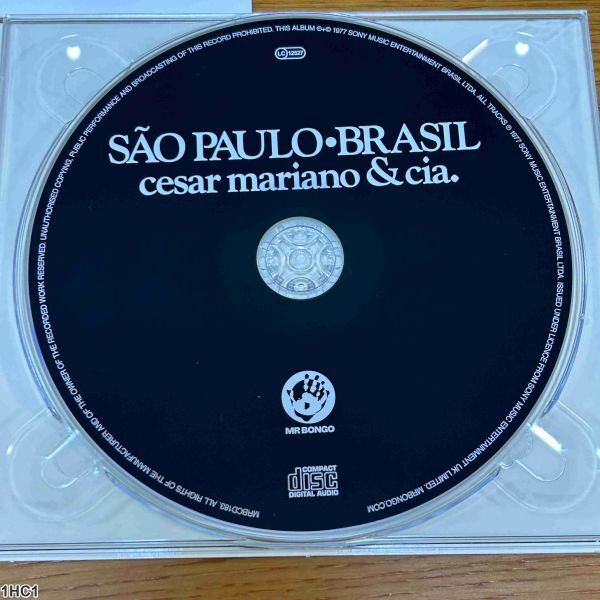 MRBCD183. ALL RIGHTS OF THE MANUFACTURER AND OF THE OWNER OF THE RECORDED WORK RESERVED. UNAUTHORISED COPYING, PUBLIC PERFORMANCE AND BROADCASTING OF THIS RECORD PROHIBITED. THIS ALBUM ℗+© 1977 SONY MUSIC ENTERTAINMENT BRASIL LTDA. ALL TRACKS ℗ 1977 SONY MUSIC ENTERTAINMENT BRASIL LTDA. ISSUED UNDER LICENCE FROM SONY MUSIC ENTERTAINMENT UK LIMITED. MRBONGO.COM
LC 12527
SÃO PAULO•BRASIL
cesar mariano & cia.
MR BONGO
COMPACT
disc
DIGITAL AUDIO
1HC1